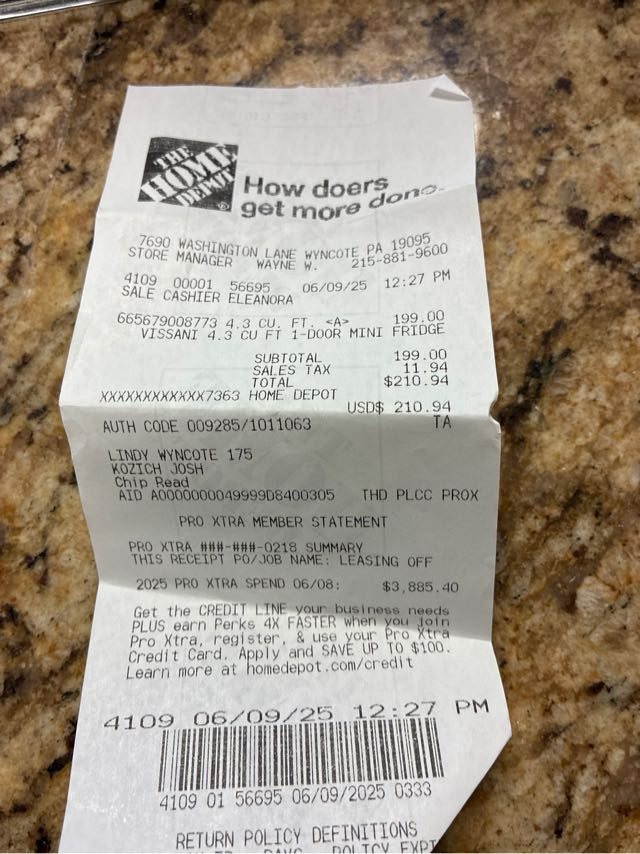 THE
HOME
DEPOT
How doers
get more done.
7690 WASHINGTON LANE WYNCOTE PA 19095
STORE MANAGER WAYNE W. 215-881-9600
4109 00001 56695 06/09/25 12:27 PM
SALE CASHIER ELEANORA
665679008773 4.3 CU. FT. <A> 199.00
VISSANI 4.3 CU FT 1-DOOR MINI FRIDGE
SUBTOTAL 199.00
SALES TAX 11.94
TOTAL $210.94
XXXXXXXXXXXX7363 HOME DEPOT
USD$ 210.94
AUTH CODE 009285/1011063 TA
LINDY WYNCOTE 175
KOZICH JOSH
Chip Read
AID A0000000049999D8400305 THD PLCC PROX
PRO XTRA MEMBER STATEMENT
PRO XTRA ###-###-0218 SUMMARY
THIS RECEIPT PO/JOB NAME: LEASING OFF
2025 PRO XTRA SPEND 06/08: $3,885.40
Get the CREDIT LINE your business needs
PLUS earn Perks 4X FASTER when you join
Pro Xtra, register, & use your Pro Xtra
Credit Card. Apply and SAVE UP TO $100.
Learn more at homedepot.com/credit
4109 06/09/25 12:27 PM
4109 01 56695 06/09/2025 0333
RETURN POLICY DEFINITIONS
DAYS POLICY EXPI